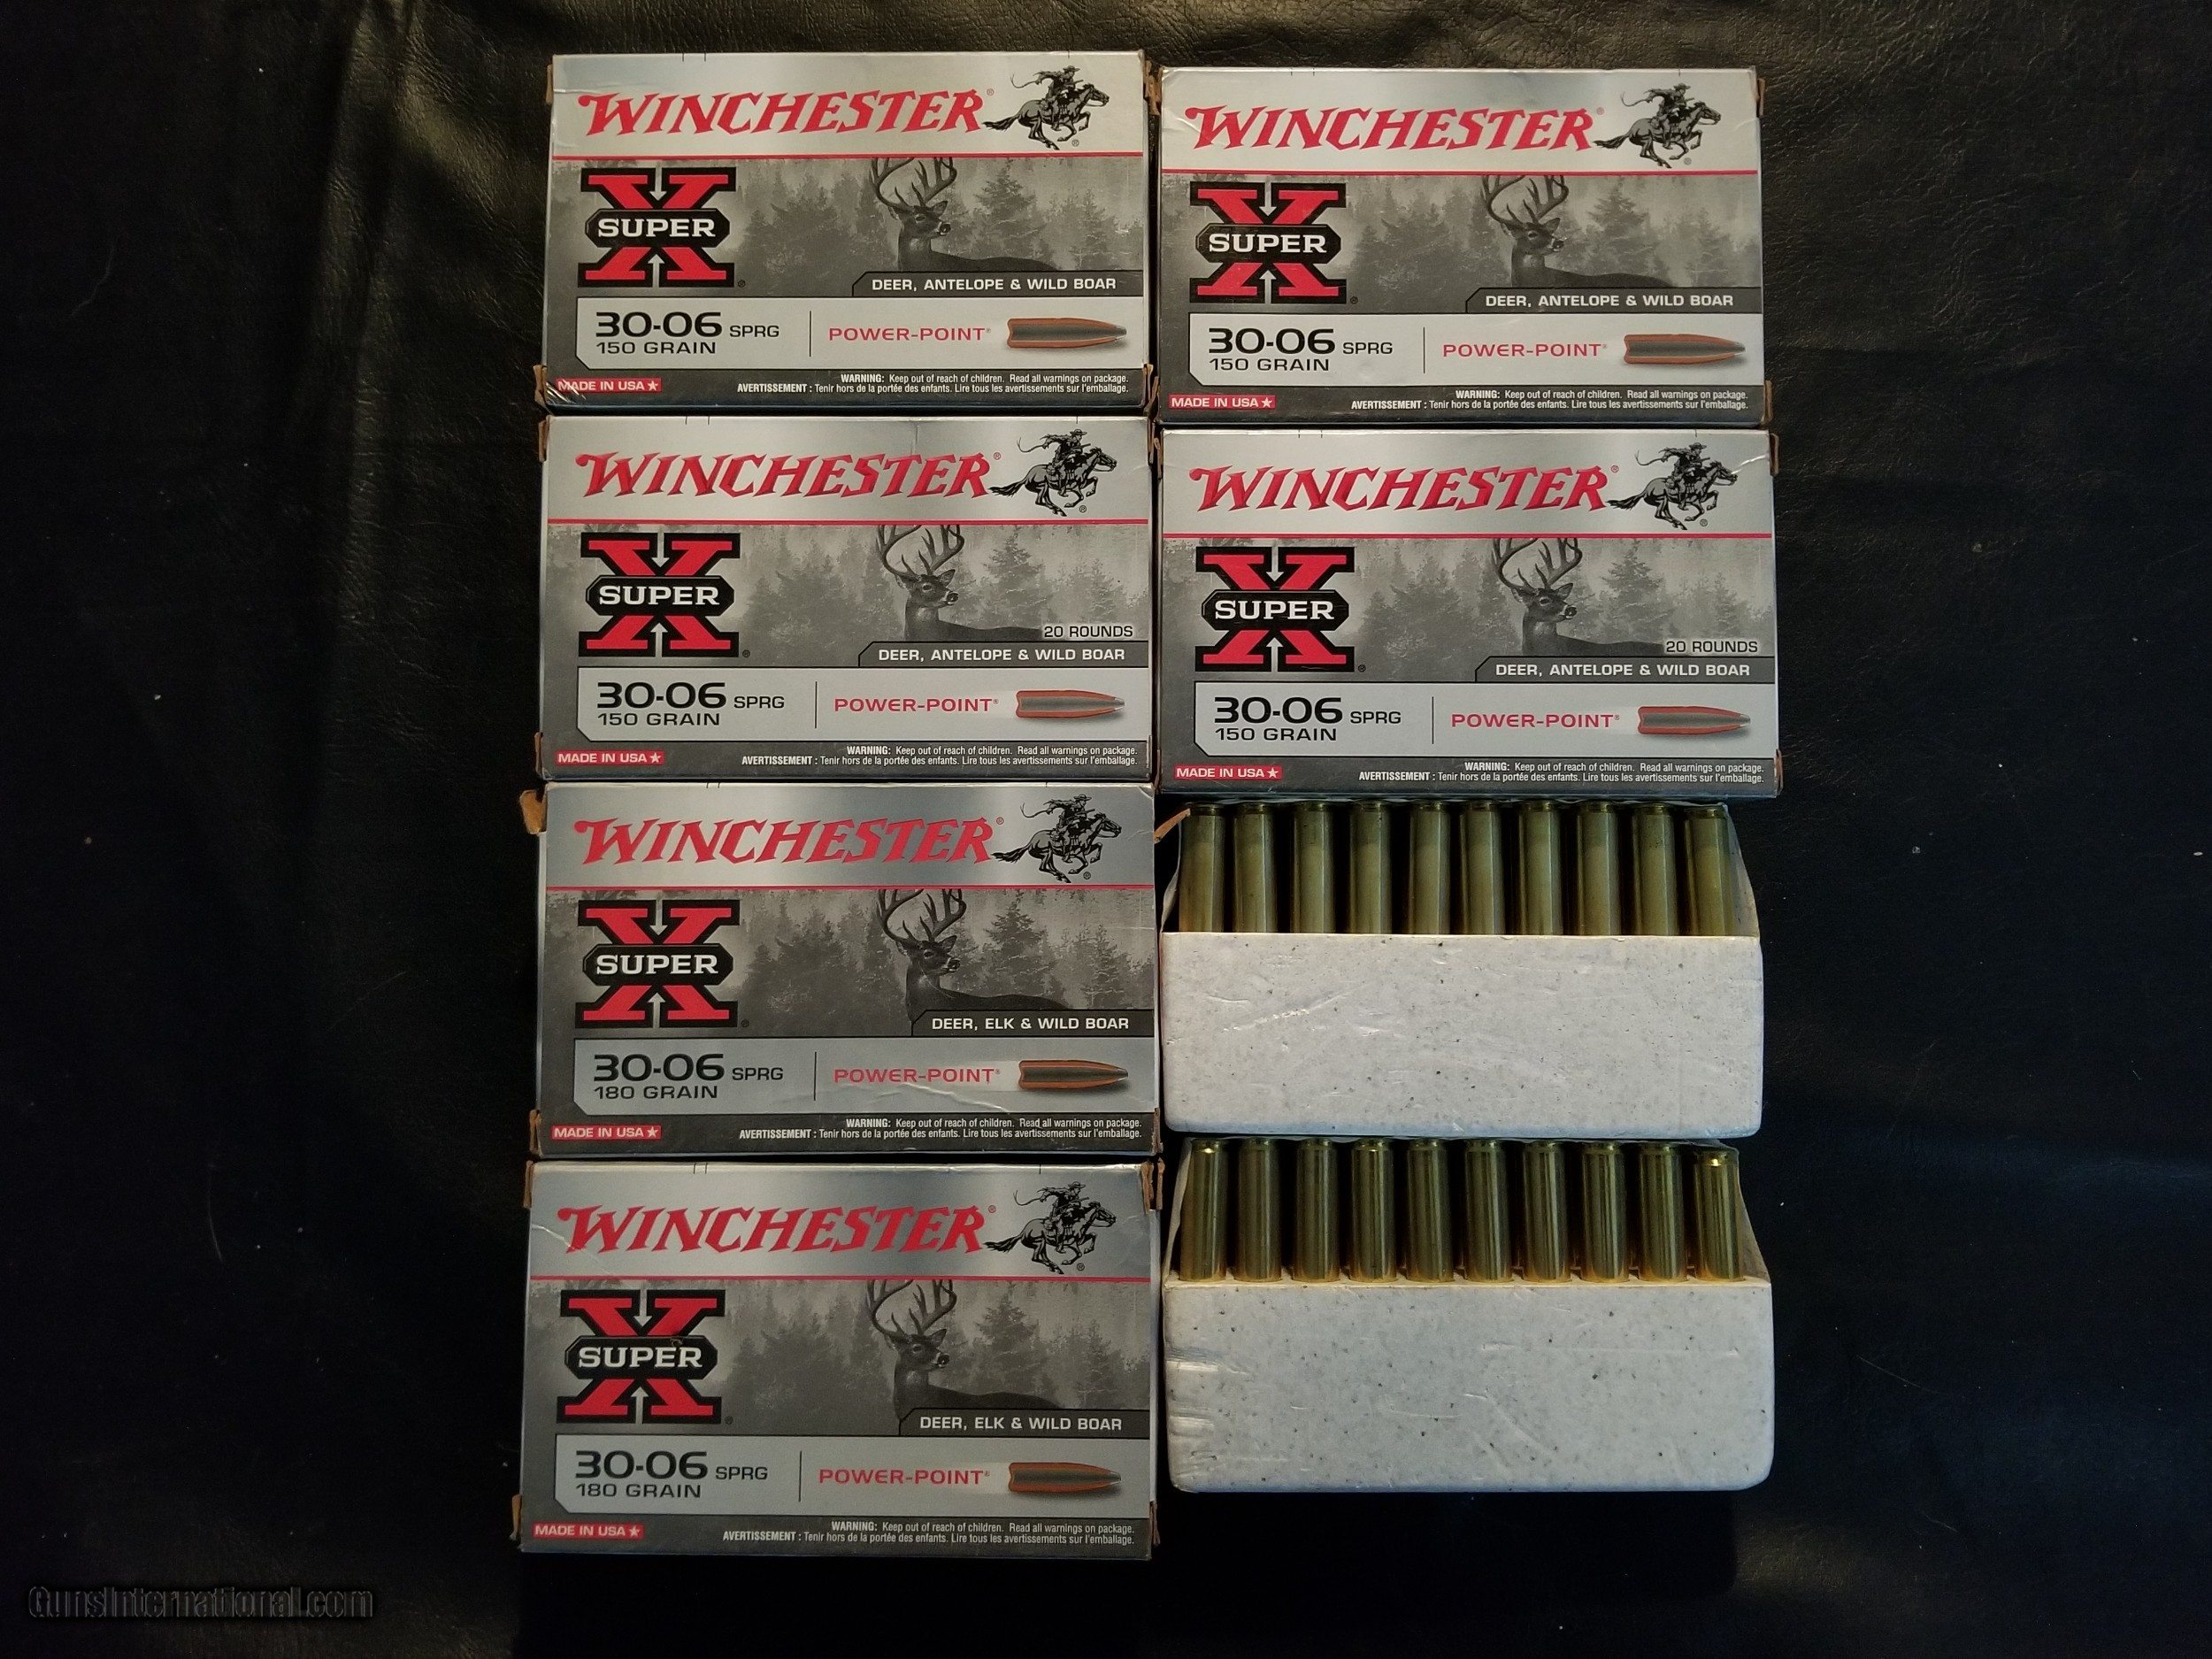 WINCHESTER®
X
SUPER
DEER, ANTELOPE & WILD BOAR
30-06 SPRG
150 GRAIN
POWER-POINT®
MADE IN USA★
WARNING: Keep out of reach of children. Read all warnings on package.
AVERTISSEMENT : Tenir hors de la portée des enfants. Lire tous les avertissements sur l'emballage.
WINCHESTER®
X
SUPER
DEER, ANTELOPE & WILD BOAR
30-06 SPRG
150 GRAIN
POWER-POINT®
MADE IN USA★
WARNING: Keep out of reach of children. Read all warnings on package.
AVERTISSEMENT : Tenir hors de la portée des enfants. Lire tous les avertissements sur l'emballage.
WINCHESTER®
X
SUPER
20 ROUNDS
DEER, ANTELOPE & WILD BOAR
30-06 SPRG
150 GRAIN
POWER-POINT®
MADE IN USA★
WARNING: Keep out of reach of children. Read all warnings on package.
AVERTISSEMENT : Tenir hors de la portée des enfants. Lire tous les avertissements sur l'emballage.
WINCHESTER®
X
SUPER
20 ROUNDS
DEER, ANTELOPE & WILD BOAR
30-06 SPRG
150 GRAIN
POWER-POINT®
MADE IN USA★
WARNING: Keep out of reach of children. Read all warnings on package.
AVERTISSEMENT : Tenir hors de la portée des enfants. Lire tous les avertissements sur l'emballage.
WINCHESTER®
X
SUPER
DEER, ELK & WILD BOAR
30-06 SPRG
180 GRAIN
POWER-POINT®
MADE IN USA★
WARNING: Keep out of reach of children. Read all warnings on package.
AVERTISSEMENT : Tenir hors de la portée des enfants. Lire tous les avertissements sur l'emballage.
WINCHESTER®
X
SUPER
DEER, ELK & WILD BOAR
30-06 SPRG
180 GRAIN
POWER-POINT®
MADE IN USA★
WARNING: Keep out of reach of children. Read all warnings on package.
AVERTISSEMENT : Tenir hors de la portée des enfants. Lire tous les avertissements sur l'emballage.
GunsInternational.com